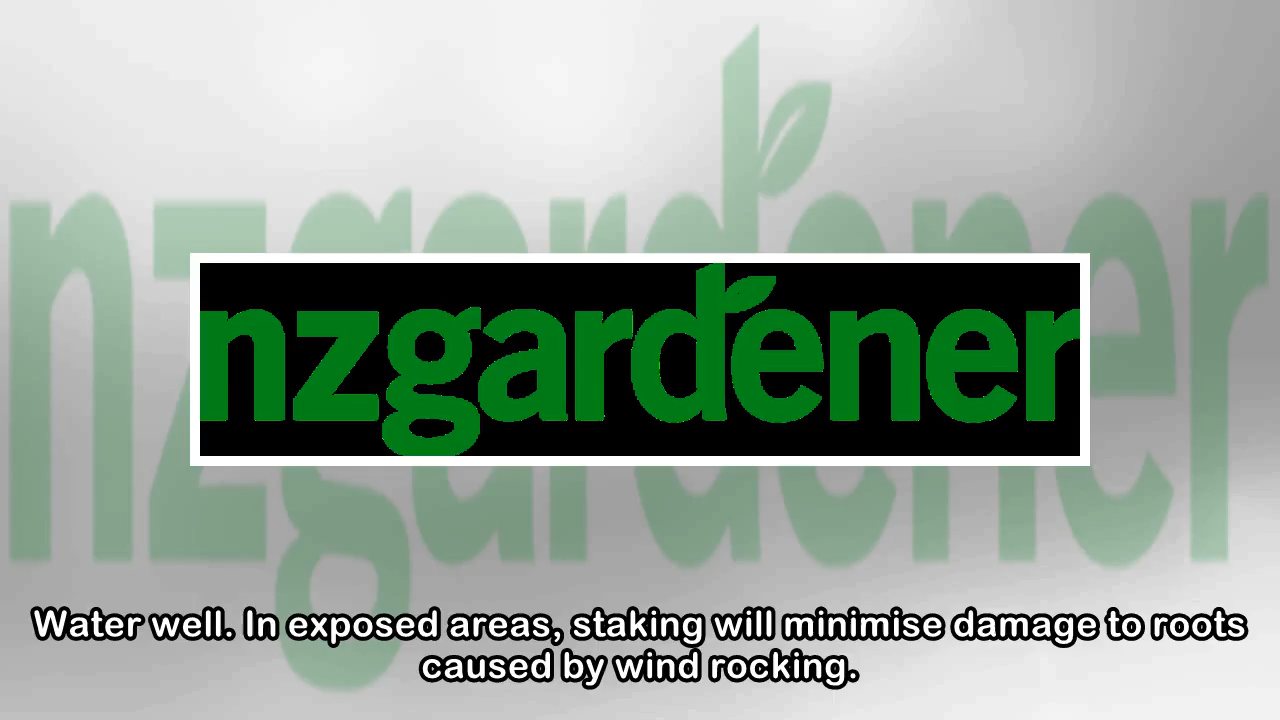 nzgardener
Water well. In exposed areas, staking will minimise damage to roots
caused by wind rocking.